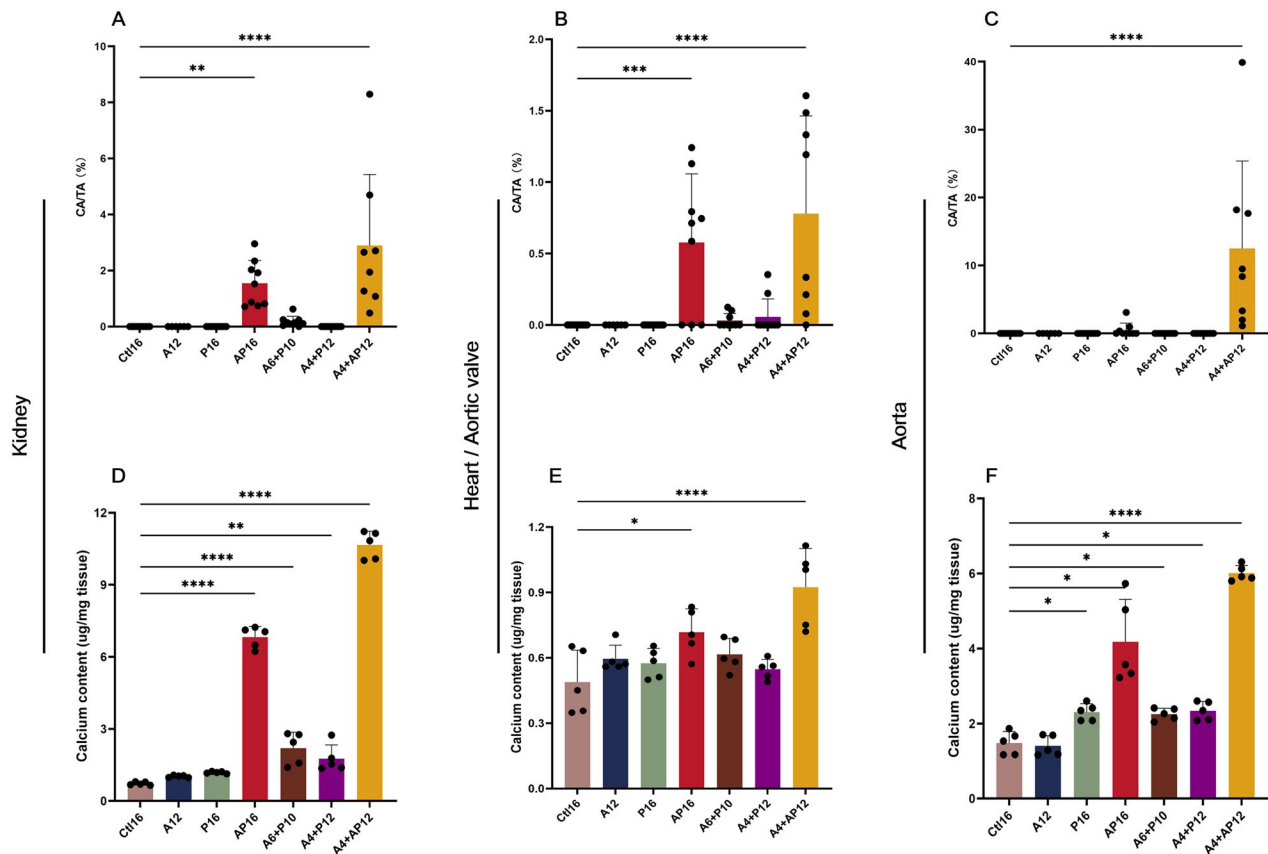 A
****
**
10
8
6
4
2
0
CA/TA (%)
Ctl16
A12
P16
AP16
A6+P10
A4+P12
A4+AP12
B
****
***
2.0
1.5
1.0
0.5
0.0
CA/TA (%)
Ctl16
A12
P16
AP16
A6+P10
A4+P12
A4+AP12
C
****
40
30
20
10
0
CA/TA (%)
Ctl16
A12
P16
AP16
A6+P10
A4+P12
A4+AP12
Kidney
Heart / Aortic valve
Aorta
D
****
**
****
****
12
9
6
3
0
Calcium content (ug/mg tissue)
Ctl16
A12
P16
AP16
A6+P10
A4+P12
A4+AP12
E
****
*
1.2
0.9
0.6
0.3
0.0
Calcium content (ug/mg tissue)
Ctl16
A12
P16
AP16
A6+P10
A4+P12
A4+AP12
F
****
*
*
*
*
8
6
4
2
0
Calcium content (ug/mg tissue)
Ctl16
A12
P16
AP16
A6+P10
A4+P12
A4+AP12